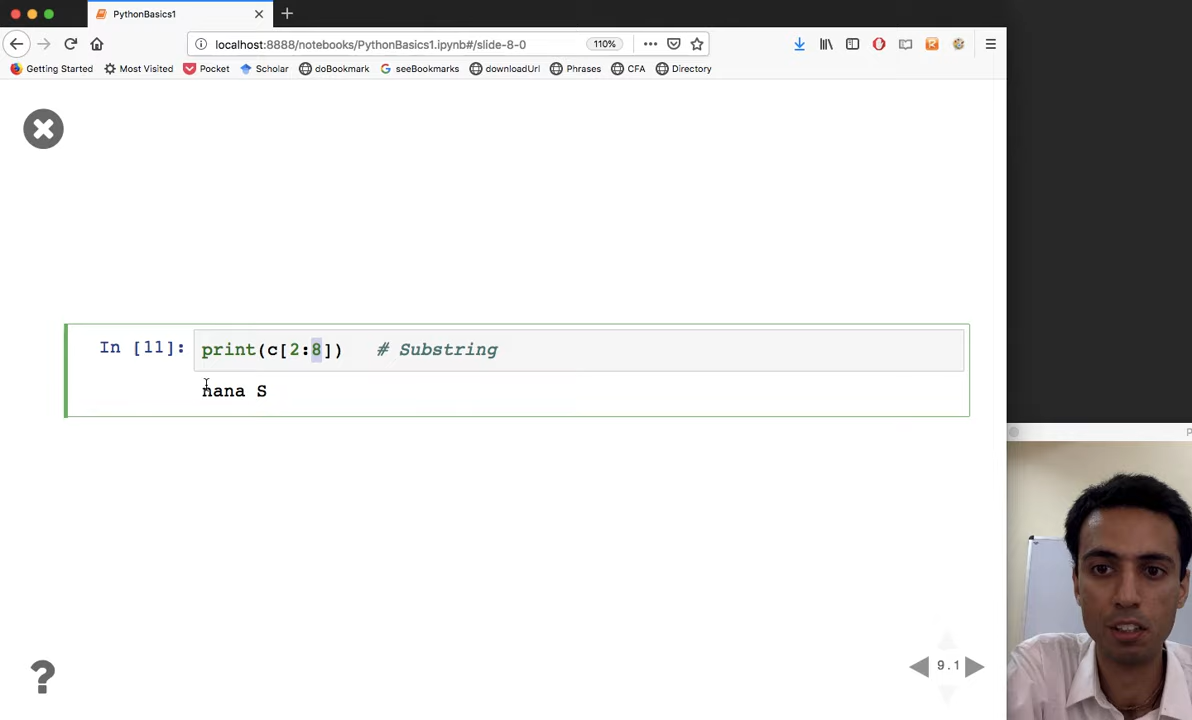 PythonBasics1
localhost:8888/notebooks/PythonBasics1.ipynb#/slide-8-0
110%
Getting Started Most Visited Pocket Scholar doBookmark seeBookmarks downloadUrl Phrases CFA Directory
In [11]: print(c[2:8]) # Substring
nana S
9.1
?
P